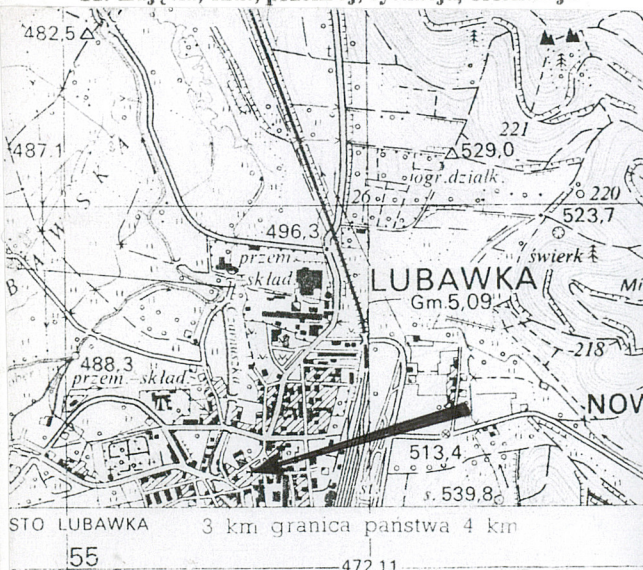 482,5
487.1
221
529,0
ogr.działk.
26
220
523,7
496,3
świerk
przem.
skład.
LUBAWKA
Gm.5,09
Mi
218
488,3
przem.-skład.
NOW
513,4
s. 539,8
STO LUBAWKA 3 km granica państwa 4 km
55
472 11